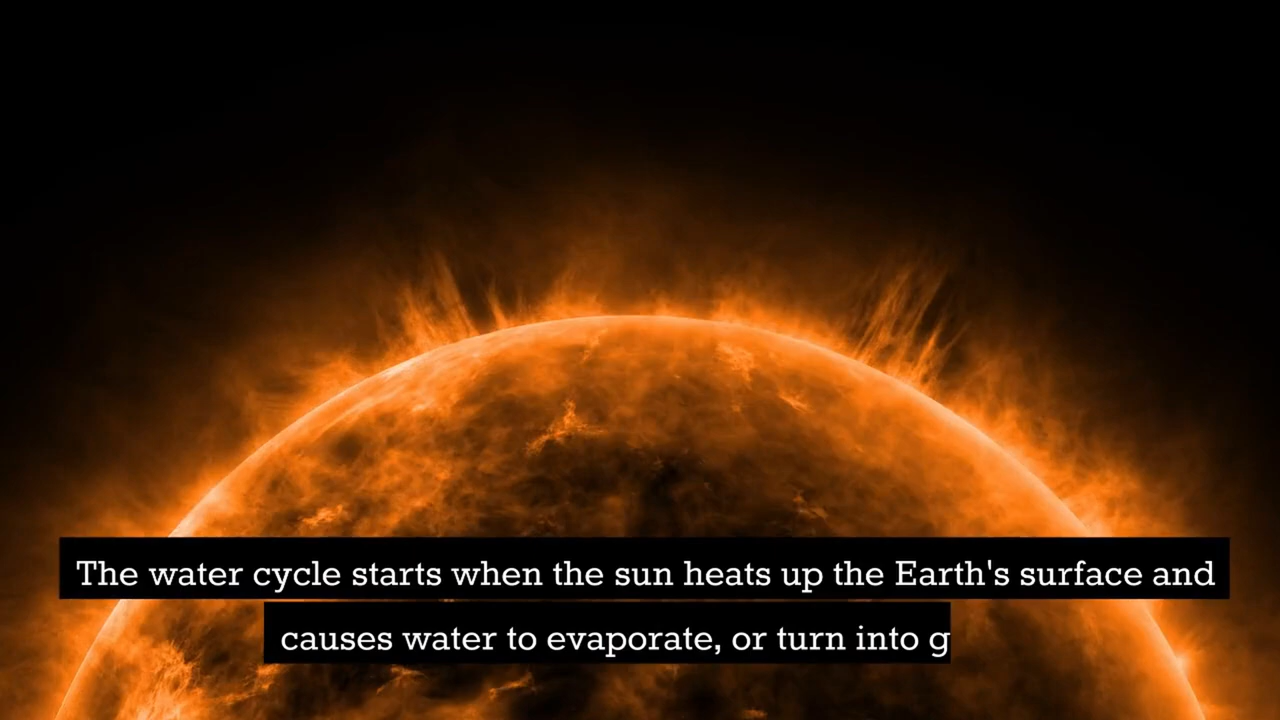 The water cycle starts when the sun heats up the Earth's surface and
causes water to evaporate, or turn into g